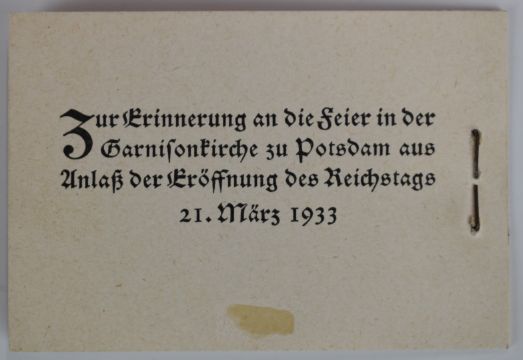 Zur Erinnerung an die Feier in der
Garnisonkirche zu Potsdam aus
Anlaß der Eröffnung des Reichstags
21. März 1933